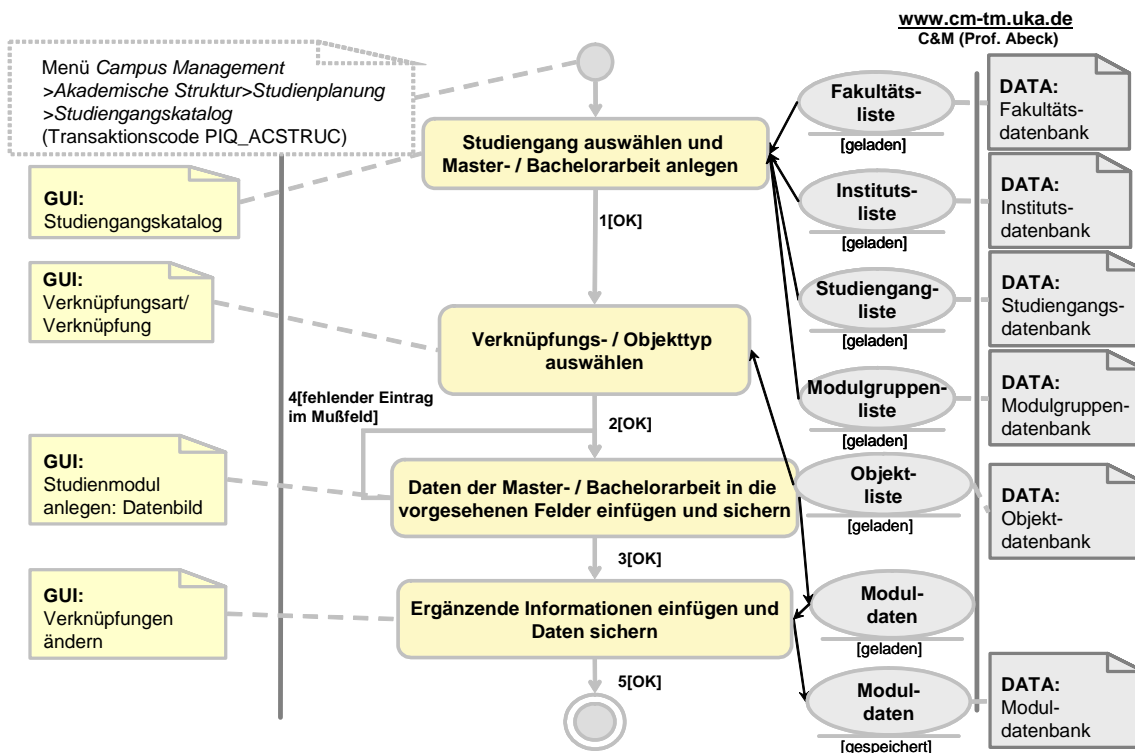 www.cm-tm.uka.de
C&M (Prof. Abeck)
Menü Campus Management
>Akademische Struktur>Studienplanung
>Studiengangskatalog
(Transaktionscode PIQ_ACSTRUC)
GUI:
Studiengangskatalog
GUI:
Verknüpfungsart/
Verknüpfung
GUI:
Studienmodul
anlegen: Datenbild
GUI:
Verknüpfungen
ändern
Studiengang auswählen und
Master- / Bachelorarbeit anlegen
1[OK]
Verknüpfungs- / Objekttyp
auswählen
4[fehlender Eintrag
im Mußfeld]
2[OK]
Daten der Master- / Bachelorarbeit in die
vorgesehenen Felder einfügen und sichern
3[OK]
Ergänzende Informationen einfügen und
Daten sichern
5[OK]
Fakultäts-
liste
[geladen]
Instituts-
liste
[geladen]
Studiengang-
liste
[geladen]
Modulgruppen-
liste
[geladen]
Objekt-
liste
[geladen]
Modul-
daten
[geladen]
Modul-
daten
[gespeichert]
DATA:
Fakultäts-
datenbank
DATA:
Instituts-
datenbank
DATA:
Studiengangs-
datenbank
DATA:
Modulgruppen-
datenbank
DATA:
Objekt-
datenbank
DATA:
Modul-
datenbank